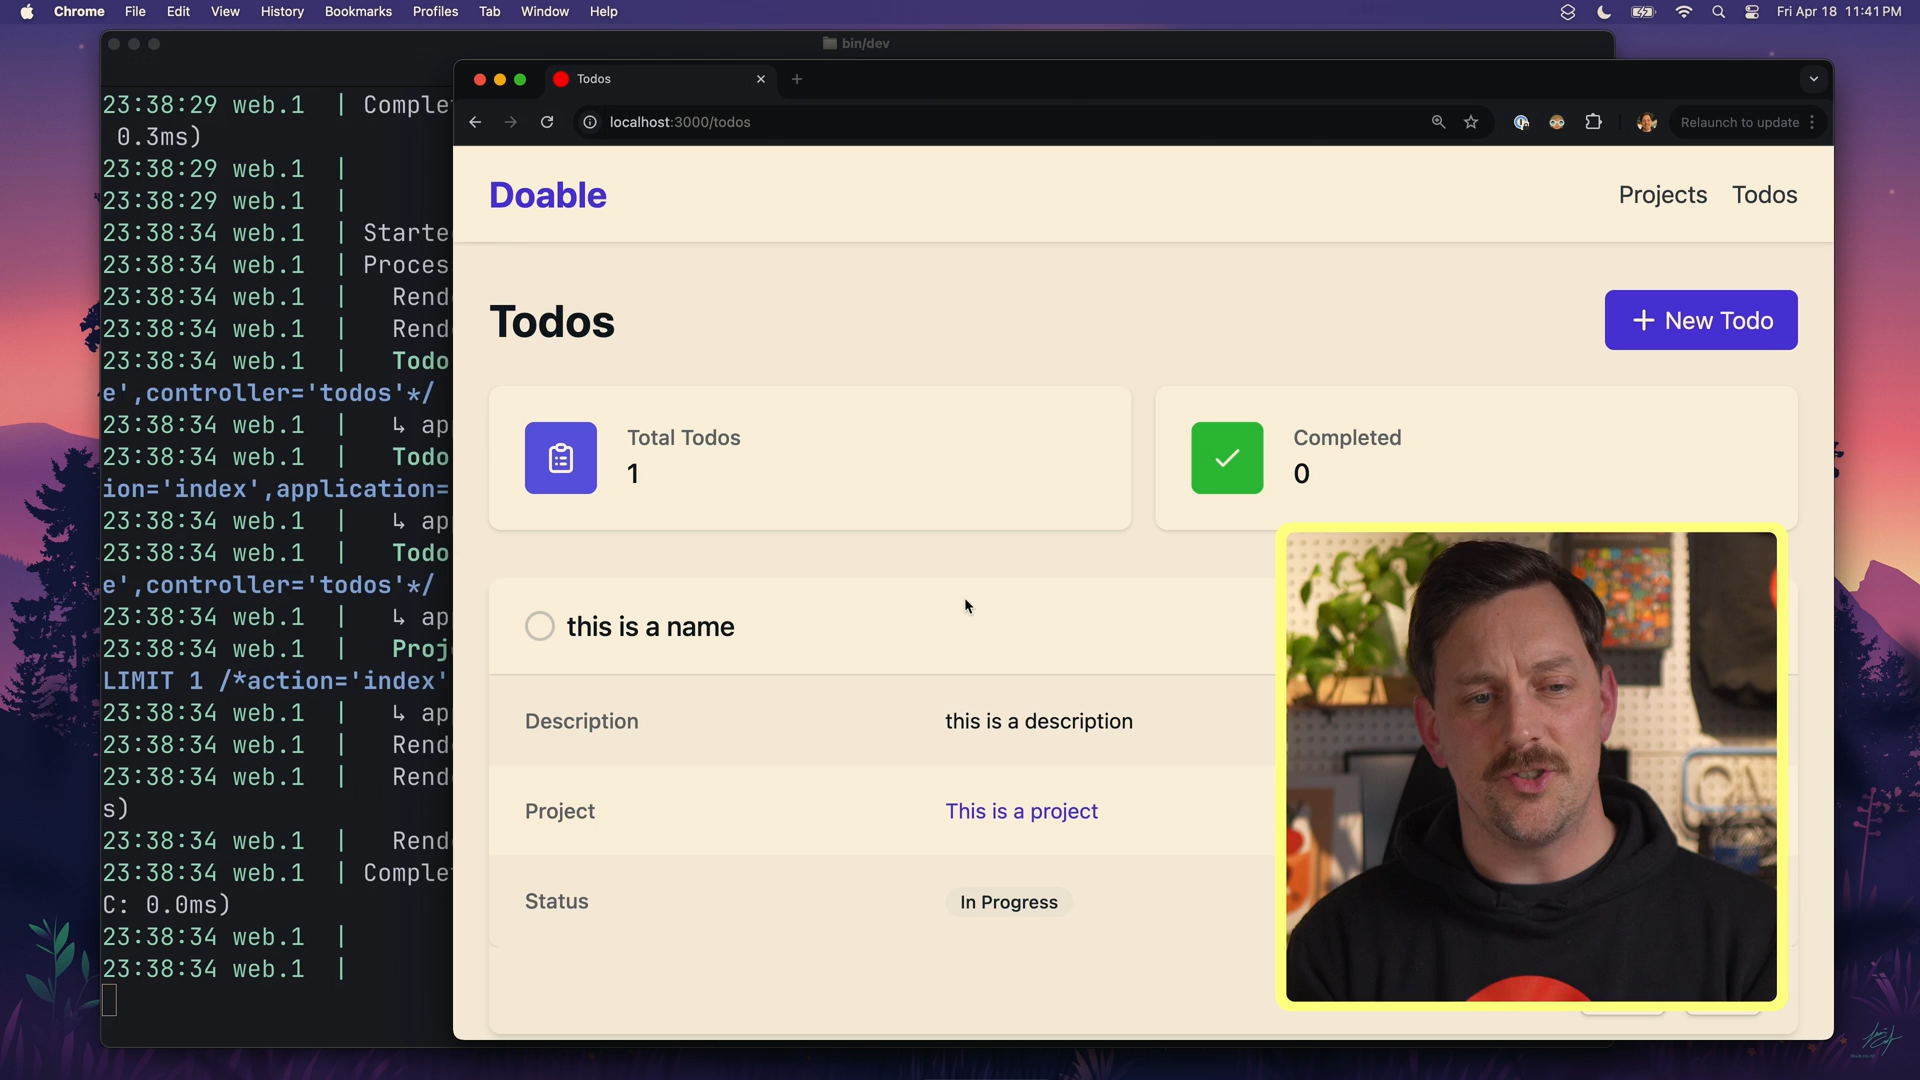 Chrome File Edit View History Bookmarks Profiles Tab Window Help Fri Apr 18 11:41 PM
bin/dev
23:38:29 web.1 | Complet
0.3ms)
23:38:29 web.1 |
23:38:29 web.1 |
23:38:34 web.1 | Starte
23:38:34 web.1 | Proces
23:38:34 web.1 | Rend
23:38:34 web.1 | Rend
23:38:34 web.1 | Todo
e',controller='todos'*/
23:38:34 web.1 | ↳ ap
23:38:34 web.1 | Todo
ion='index',application=
23:38:34 web.1 | ↳ ap
23:38:34 web.1 | Todo
e',controller='todos'*/
23:38:34 web.1 | ↳ ap
23:38:34 web.1 | Proj
LIMIT 1 /*action='index'
23:38:34 web.1 | ↳ ap
23:38:34 web.1 | Rend
23:38:34 web.1 | Rend
s)
23:38:34 web.1 | Rend
23:38:34 web.1 | Complet
C: 0.0ms)
23:38:34 web.1 |
23:38:34 web.1 |
Todos
localhost:3000/todos
Relaunch to update
Doable
Projects Todos
Todos
+ New Todo
Total Todos
1
Completed
0
this is a name
Description this is a description
Project This is a project
Status In Progress